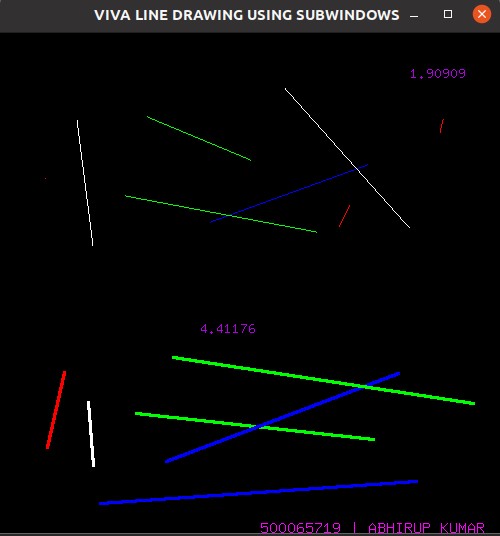 VIVA LINE DRAWING USING SUBWINDOWS
1.90909
4.41176
500065719 | ABHIRUP KUMAR